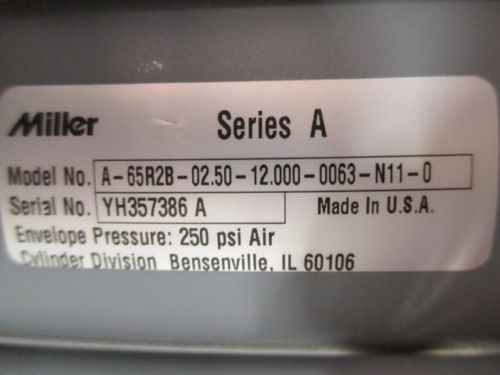 Miller Series A
Model No. A-65R2B-02.50-12.000-0063-N11-0
Serial No. YH357386 A Made In U.S.A.
Envelope Pressure: 250 psi Air
Cylinder Division Bensenville, IL 60106